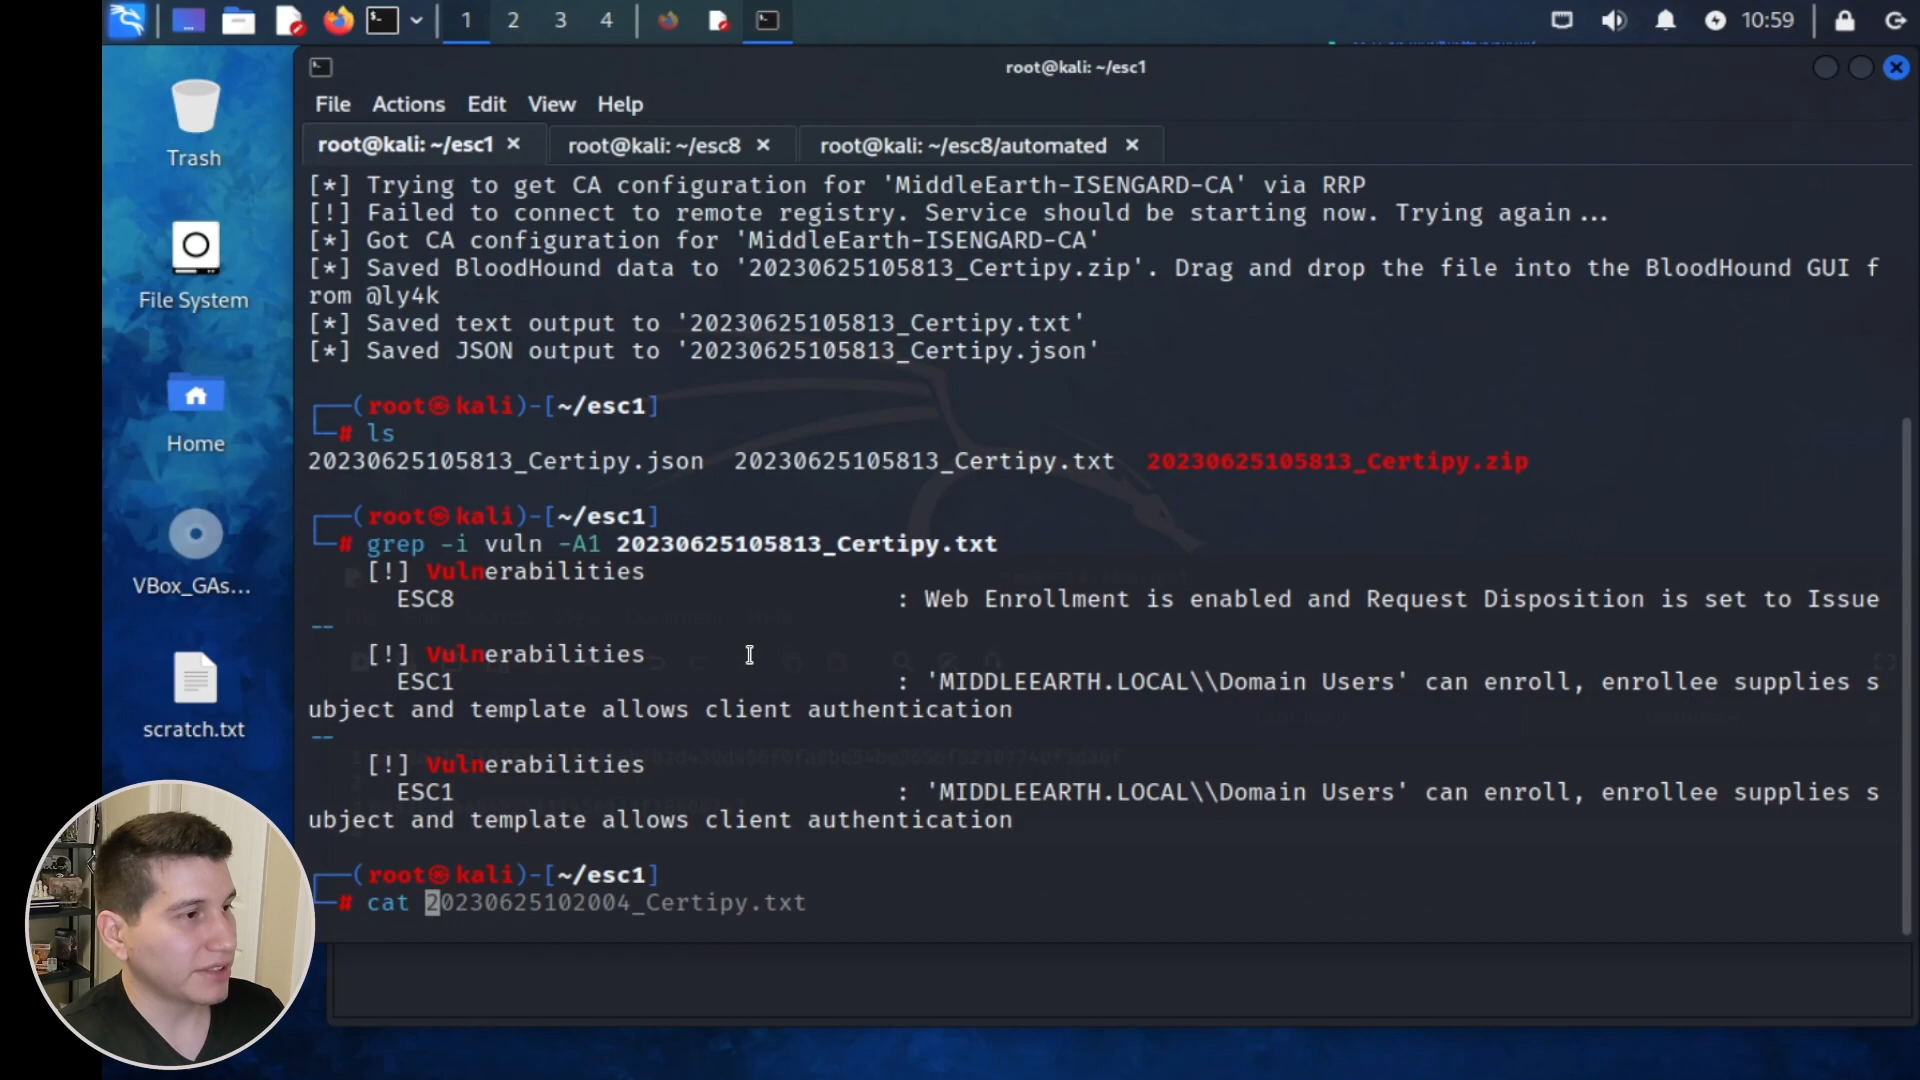 1 2 3 4 10:59
root@kali: ~/esc1
File Actions Edit View Help
root@kali: ~/esc1 root@kali: ~/esc8 root@kali: ~/esc8/automated
[*] Trying to get CA configuration for 'MiddleEarth-ISENGARD-CA' via RRP
[!] Failed to connect to remote registry. Service should be starting now. Trying again...
[*] Got CA configuration for 'MiddleEarth-ISENGARD-CA'
[*] Saved BloodHound data to '20230625105813_Certipy.zip'. Drag and drop the file into the BloodHound GUI f
rom @ly4k
[*] Saved text output to '20230625105813_Certipy.txt'
[*] Saved JSON output to '20230625105813_Certipy.json'
(root㉿kali)-[~/esc1]
# ls
20230625105813_Certipy.json 20230625105813_Certipy.txt 20230625105813_Certipy.zip
(root㉿kali)-[~/esc1]
# grep -i vuln -A1 20230625105813_Certipy.txt
[!] Vulnerabilities
ESC8 : Web Enrollment is enabled and Request Disposition is set to Issue
--
[!] Vulnerabilities
ESC1 : 'MIDDLEEARTH.LOCAL\\Domain Users' can enroll, enrollee supplies s
ubject and template allows client authentication
--
[!] Vulnerabilities
ESC1 : 'MIDDLEEARTH.LOCAL\\Domain Users' can enroll, enrollee supplies s
ubject and template allows client authentication
(root㉿kali)-[~/esc1]
# cat 20230625102004_Certipy.txt
Trash
File System
Home
VBox_GAs...
scratch.txt